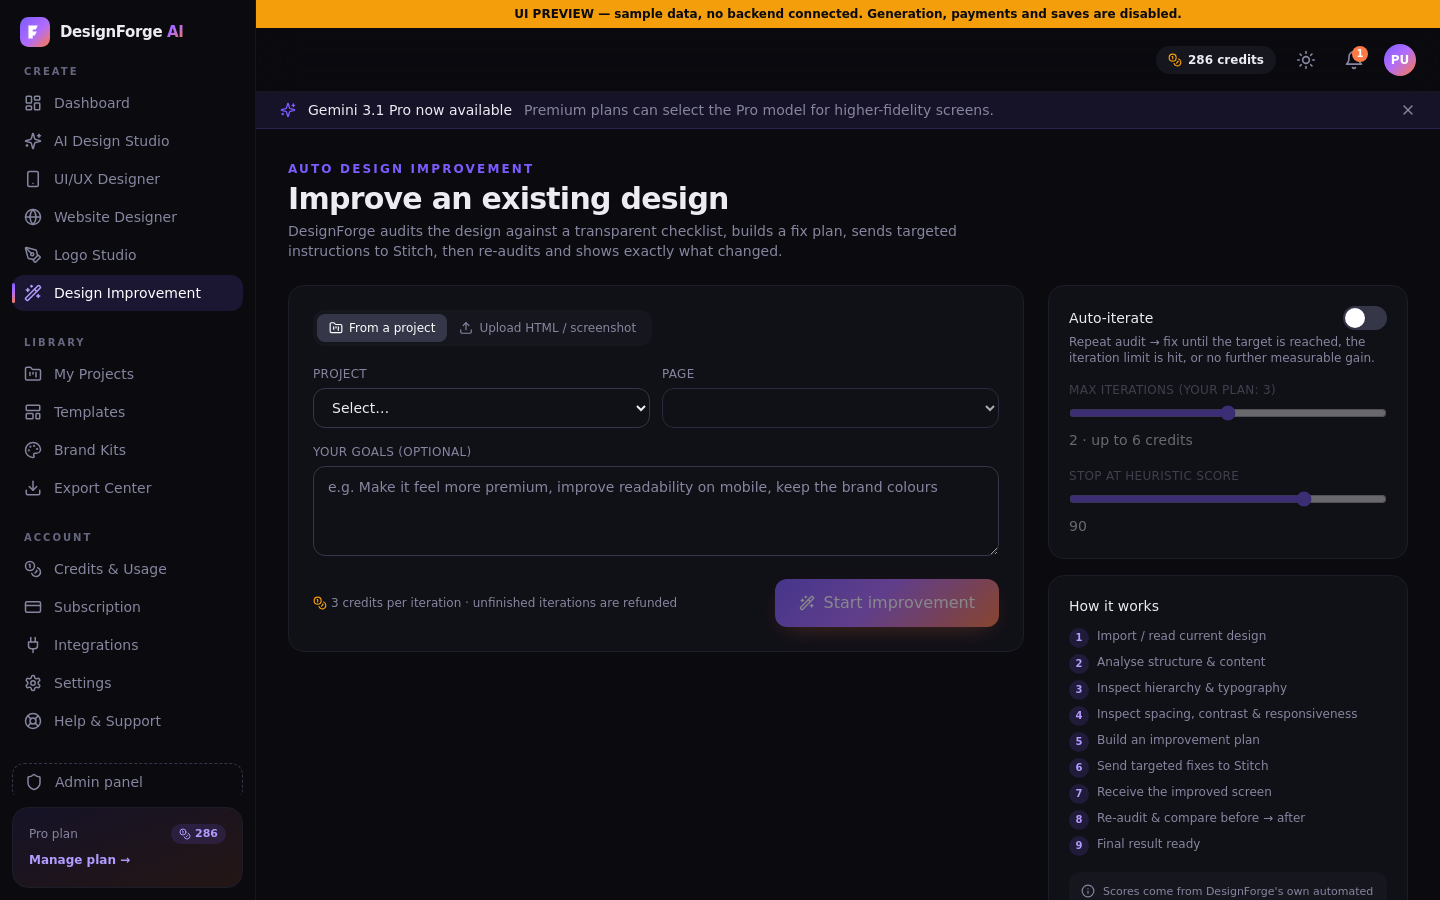 UI PREVIEW — sample data, no backend connected. Generation, payments and saves are disabled.
DesignForge AI
CREATE
Dashboard
AI Design Studio
UI/UX Designer
Website Designer
Logo Studio
Design Improvement
LIBRARY
My Projects
Templates
Brand Kits
Export Center
ACCOUNT
Credits & Usage
Subscription
Integrations
Settings
Help & Support
Admin panel
Pro plan
286
Manage plan →
286 credits
1
PU
Gemini 3.1 Pro now available Premium plans can select the Pro model for higher-fidelity screens.
AUTO DESIGN IMPROVEMENT
Improve an existing design
DesignForge audits the design against a transparent checklist, builds a fix plan, sends targeted
instructions to Stitch, then re-audits and shows exactly what changed.
From a project
Upload HTML / screenshot
PROJECT
PAGE
Select...
YOUR GOALS (OPTIONAL)
e.g. Make it feel more premium, improve readability on mobile, keep the brand colours
3 credits per iteration · unfinished iterations are refunded
Start improvement
Auto-iterate
Repeat audit → fix until the target is reached, the
iteration limit is hit, or no further measurable gain.
MAX ITERATIONS (YOUR PLAN: 3)
2 · up to 6 credits
STOP AT HEURISTIC SCORE
90
How it works
1 Import / read current design
2 Analyse structure & content
3 Inspect hierarchy & typography
4 Inspect spacing, contrast & responsiveness
5 Build an improvement plan
6 Send targeted fixes to Stitch
7 Receive the improved screen
8 Re-audit & compare before → after
9 Final result ready
Scores come from DesignForge's own automated